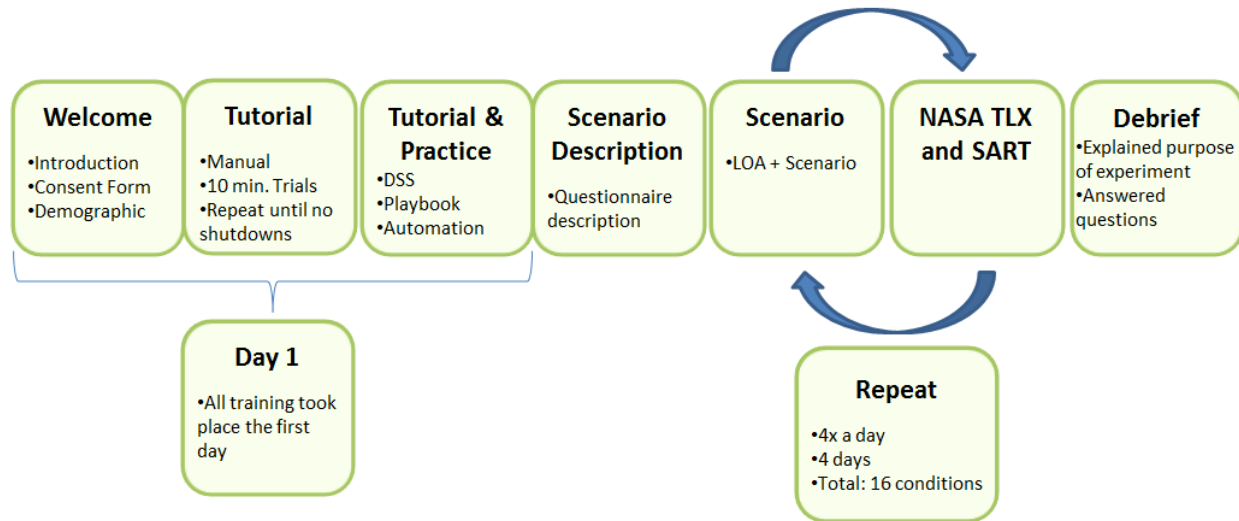 Welcome
•Introduction
•Consent Form
•Demographic
Tutorial
•Manual
•10 min. Trials
•Repeat until no
shutdowns
Tutorial &
Practice
•DSS
•Playbook
•Automation
Scenario
Description
•Questionnaire
description
Scenario
•LOA + Scenario
NASA TLX
and SART
Debrief
•Explained purpose
of experiment
•Answered
questions
Day 1
•All training took
place the first
day
Repeat
•4x a day
•4 days
•Total: 16 conditions